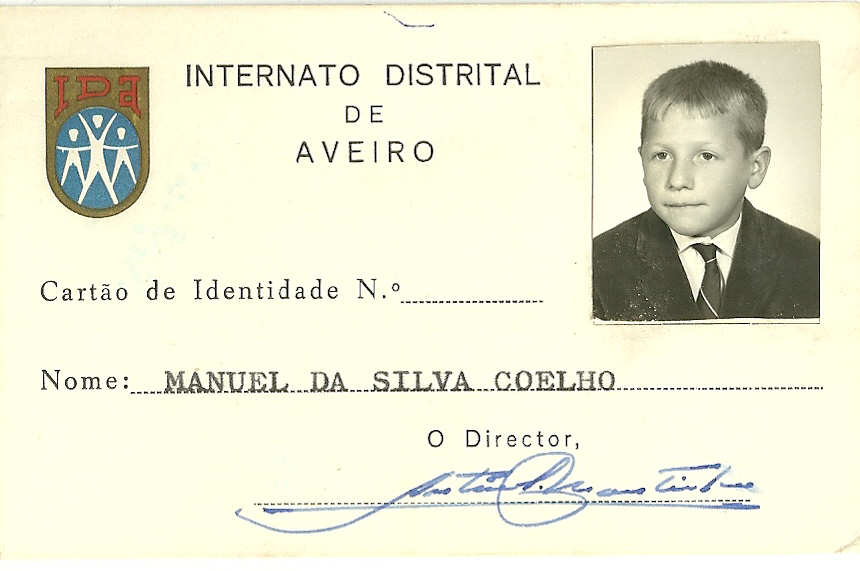 IDA
INTERNATO DISTRITAL
DE
AVEIRO
Cartão de Identidade N.º
Nome: MANUEL DA SILVA COELHO
O Director,